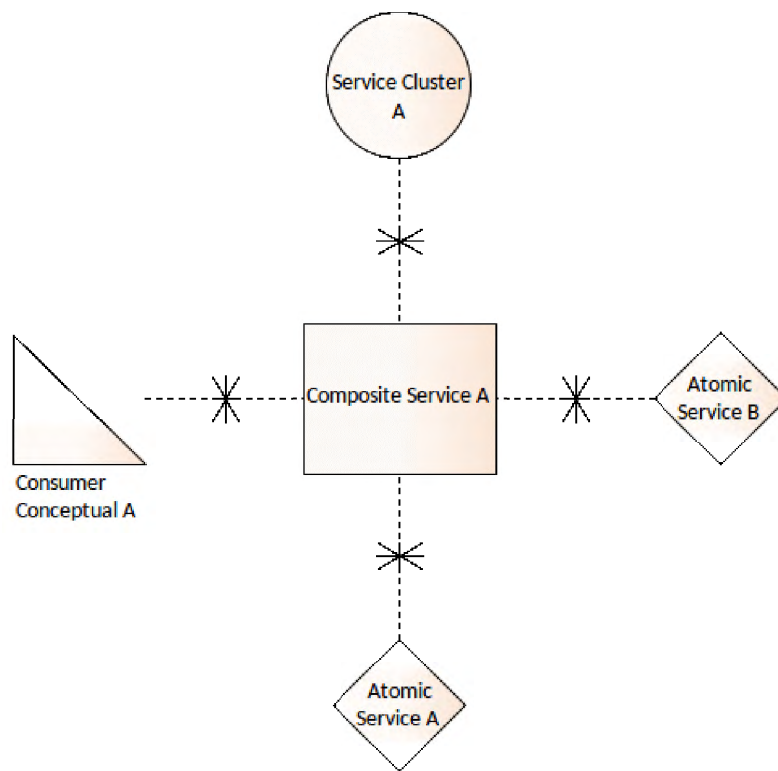 Service Cluster
A
Composite Service A
Atomic
Service B
Consumer
Conceptual A
Atomic
Service A